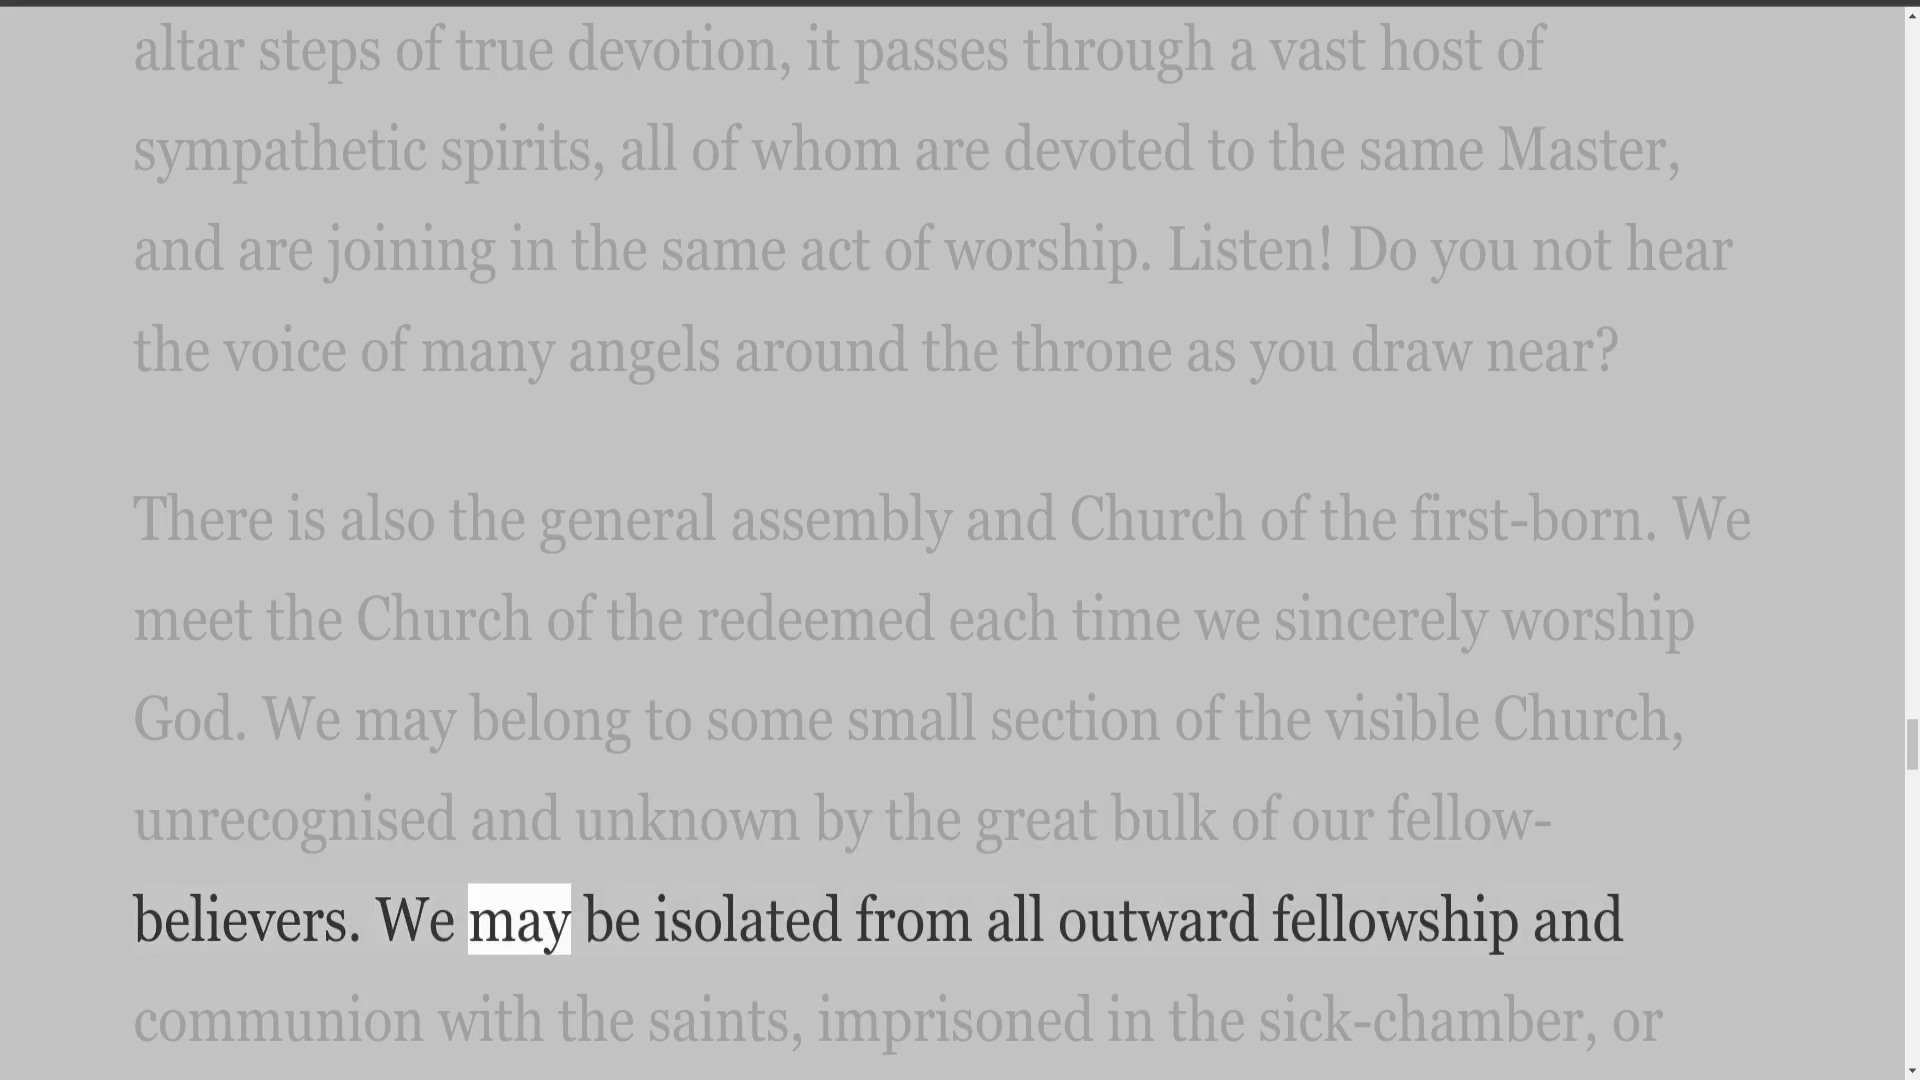 altar steps of true devotion, it passes through a vast host of
sympathetic spirits, all of whom are devoted to the same Master,
and are joining in the same act of worship. Listen! Do you not hear
the voice of many angels around the throne as you draw near?
There is also the general assembly and Church of the first-born. We
meet the Church of the redeemed each time we sincerely worship
God. We may belong to some small section of the visible Church,
unrecognised and unknown by the great bulk of our fellow-
believers. We may be isolated from all outward fellowship and
communion with the saints, imprisoned in the sick-chamber, or